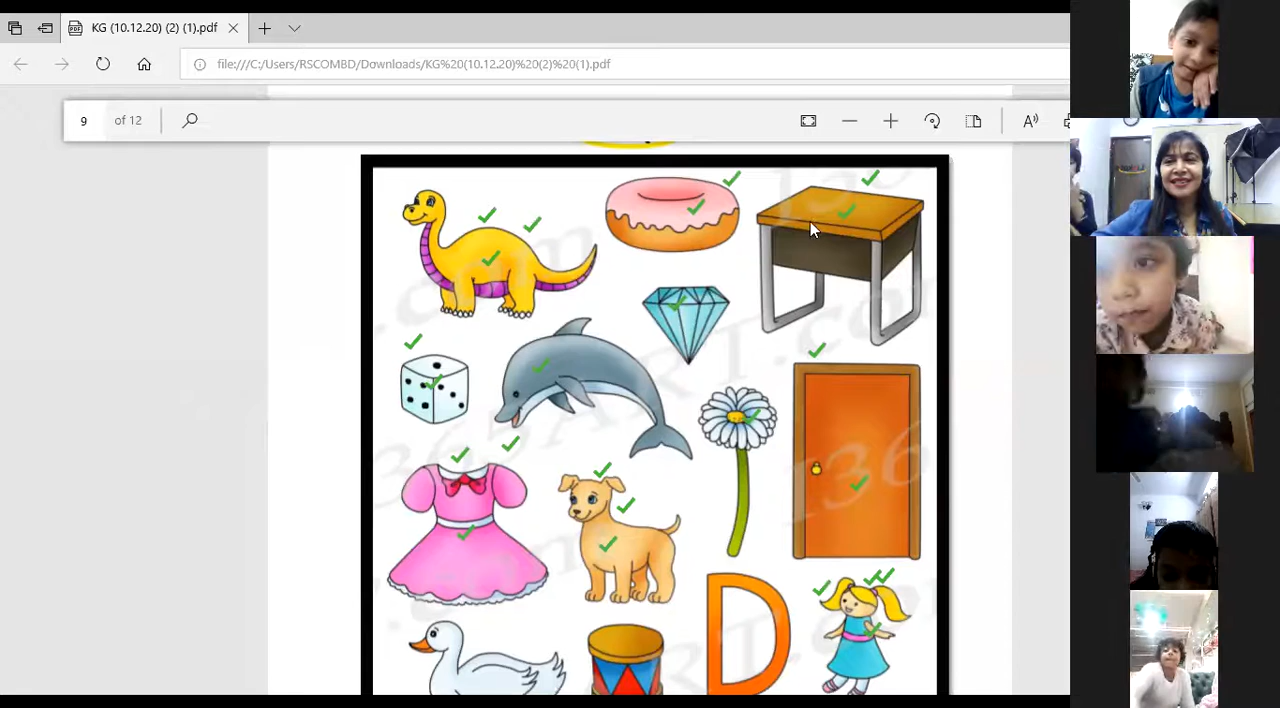 KG (10.12.20) (2) (1).pdf
file:///C:/Users/RSCOMBD/Downloads/KG%20(10.12.20)%20(2)%20(1).pdf
9 of 12
D